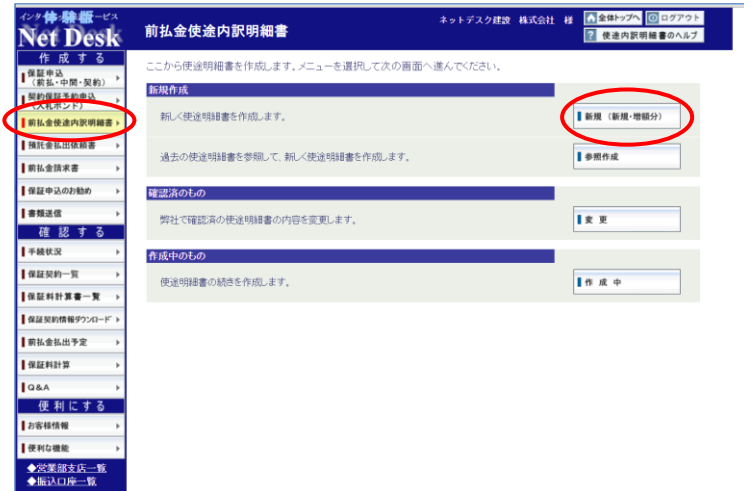 インタ体験版ービス
Net Desk
前払金使途内訳明細書
ネットデスク建設 株式会社 様
全体トップへ
ログアウト
使途内訳明細書のヘルプ
作成する
保証申込
(前払・中間・契約)
契約保証予約申込
(入札ボンド)
前払金使途内訳明細書
預託金払出依頼書
前払金請求書
保証申込のお勧め
書類送信
確認する
手続状況
保証契約一覧
保証料計算書一覧
保証契約情報ダウンロード
前払金払出予定
保証料計算
Q&A
便利にする
お客様情報
便利な機能
◆営業部支店一覧
◆振込口座一覧
ここから使途明細書を作成します。メニューを選択して次の画面へ進んでください。
新規作成
新しく使途明細書を作成します。
新規(新規・増額分)
過去の使途明細書を参照して、新しく使途明細書を作成します。
参照作成
確認済のもの
弊社で確認済の使途明細書の内容を変更します。
変更
作成中のもの
使途明細書の続きを作成します。
作成中